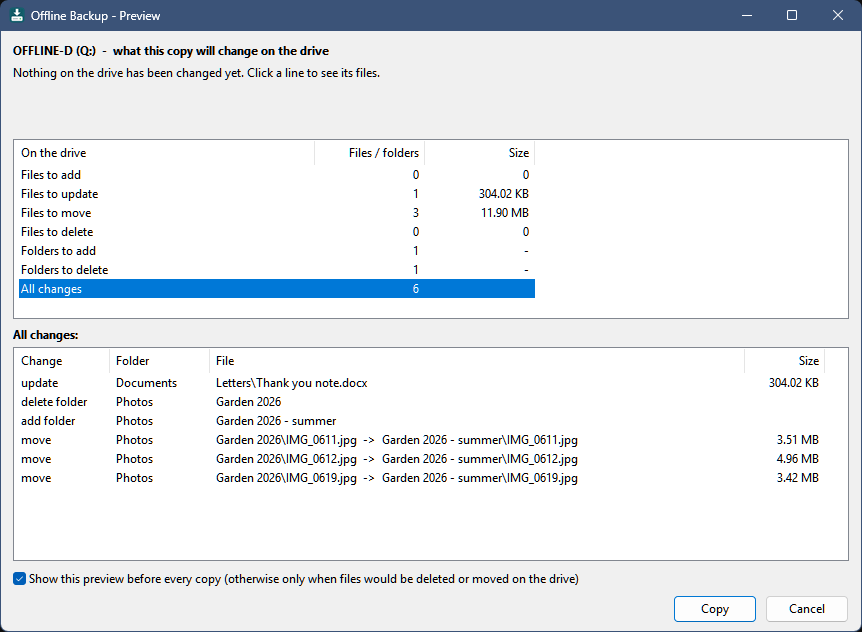 Offline Backup - Preview
OFFLINE-D (Q:)  -  what this copy will change on the drive
Nothing on the drive has been changed yet. Click a line to see its files.
On the drive Files / folders Size
Files to add 0 0
Files to update 1 304.02 KB
Files to move 3 11.90 MB
Files to delete 0 0
Folders to add 1 -
Folders to delete 1 -
All changes 6
All changes:
Change Folder File Size
update Documents Letters\Thank you note.docx 304.02 KB
delete folder Photos Garden 2026
add folder Photos Garden 2026 - summer
move Photos Garden 2026\IMG_0611.jpg -> Garden 2026 - summer\IMG_0611.jpg 3.51 MB
move Photos Garden 2026\IMG_0612.jpg -> Garden 2026 - summer\IMG_0612.jpg 4.96 MB
move Photos Garden 2026\IMG_0619.jpg -> Garden 2026 - summer\IMG_0619.jpg 3.42 MB
Show this preview before every copy (otherwise only when files would be deleted or moved on the drive)
Copy Cancel